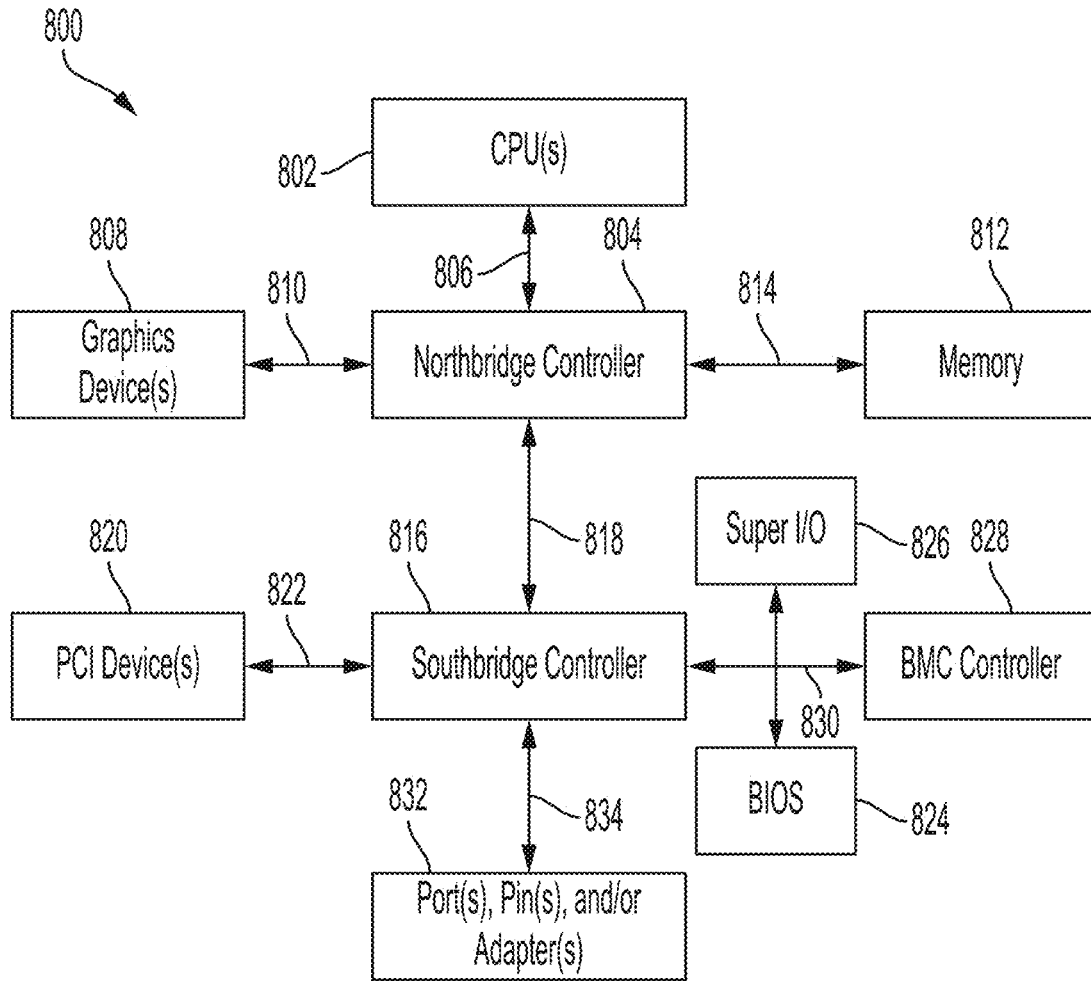 800
CPU(s)
802
808
806
804
812
810
814
Graphics
Device(s)
Northbridge Controller
Memory
820
816
818
Super I/O
826
828
822
PCI Device(s)
Southbridge Controller
BMC Controller
830
832
834
BIOS
824
Port(s), Pin(s), and/or
Adapter(s)